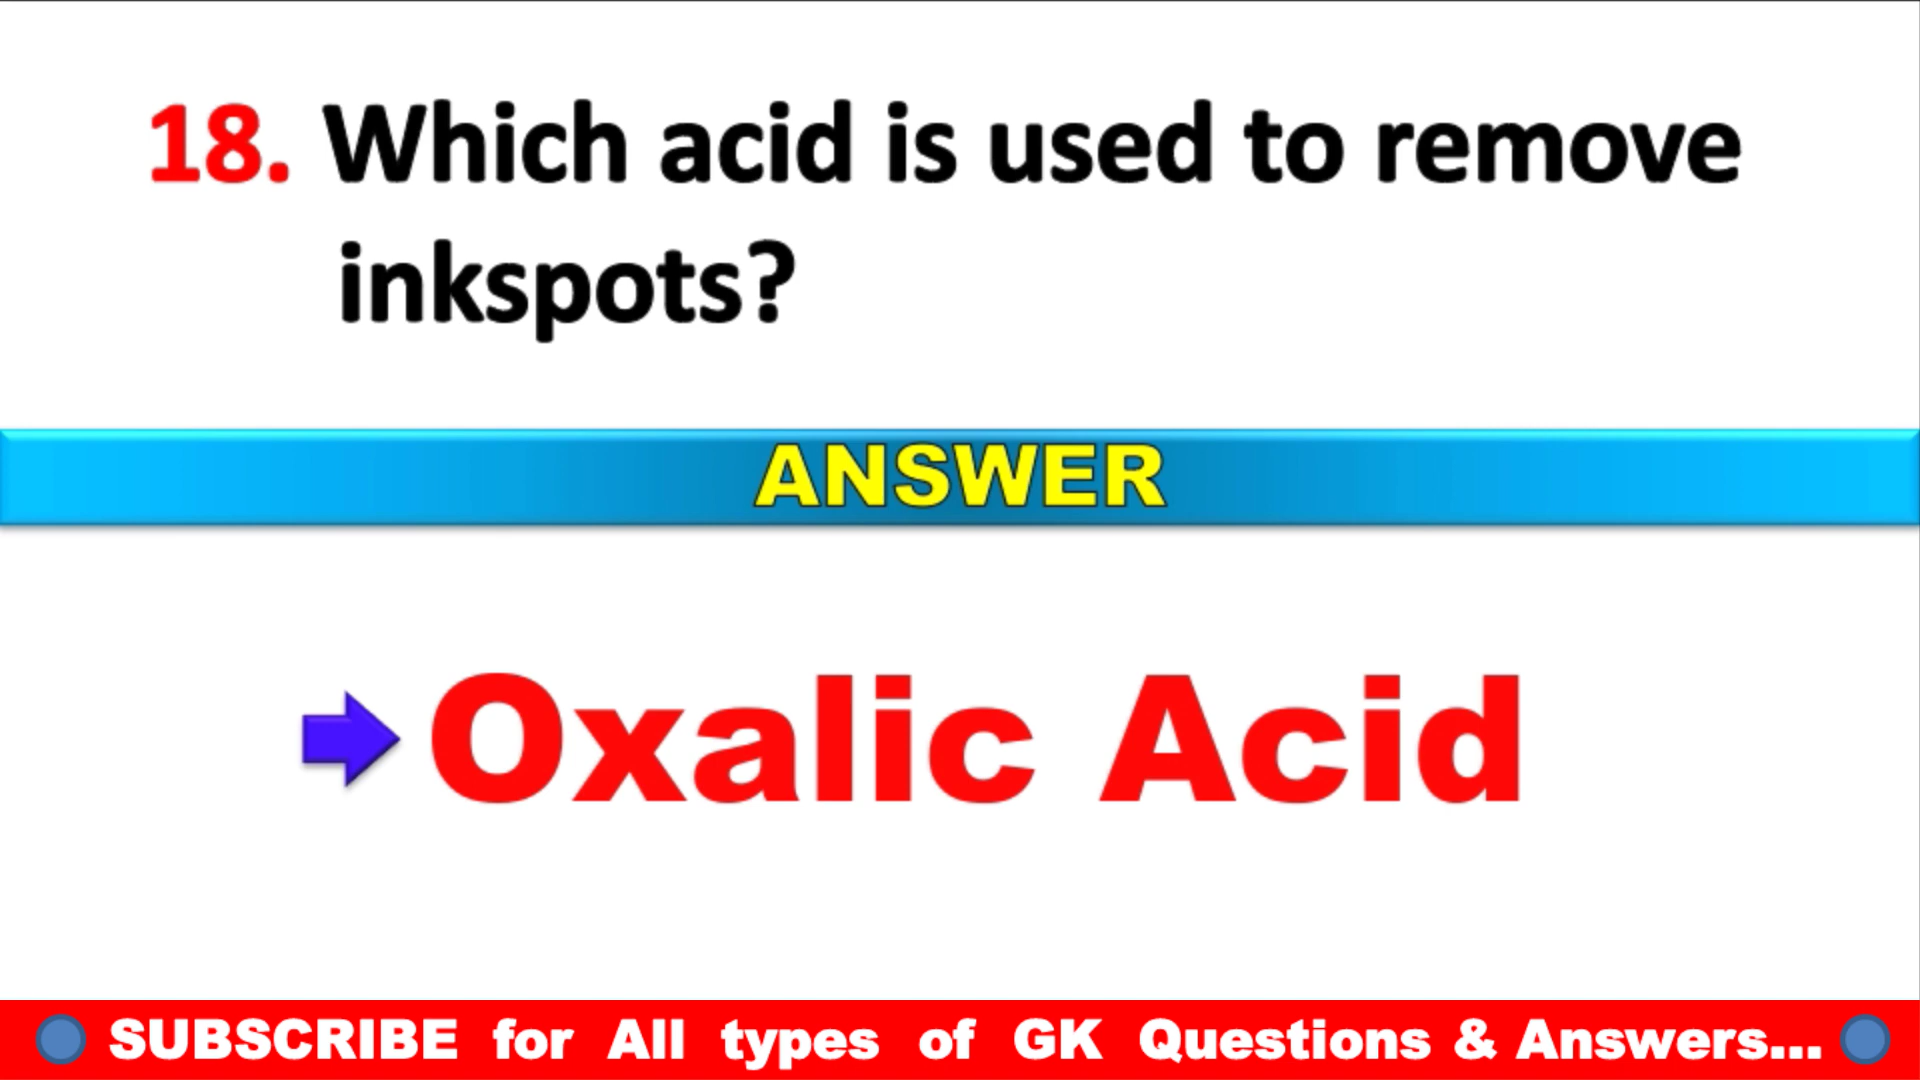 18. Which acid is used to remove
inkspots?
ANSWER
Oxalic Acid
SUBSCRIBE for All types of GK Questions & Answers...